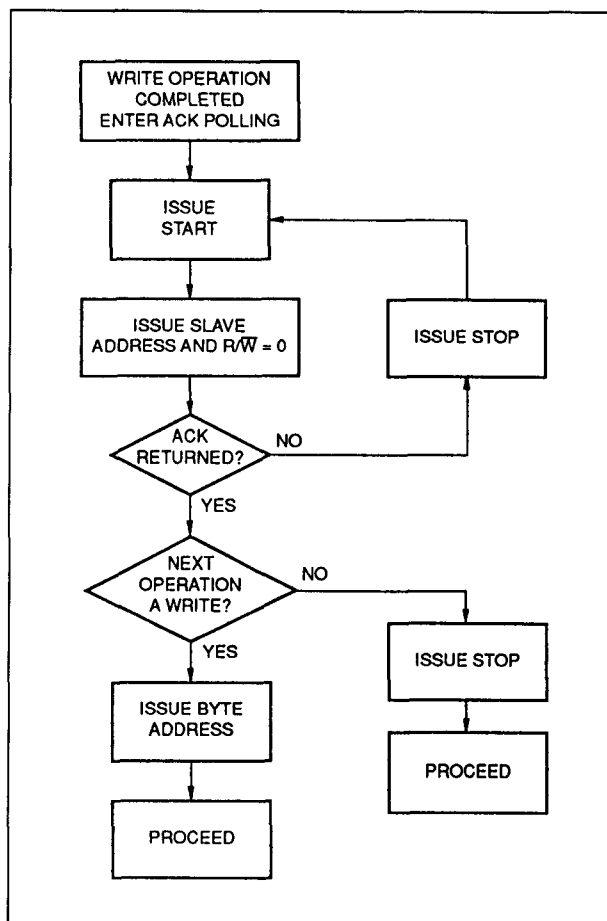 WRITE OPERATION
COMPLETED
ENTER ACK POLLING
ISSUE
START
ISSUE SLAVE
ADDRESS AND R/W̅ = 0
ISSUE STOP
ACK
RETURNED?
NO
YES
NEXT
OPERATION
A WRITE?
NO
YES
ISSUE STOP
ISSUE BYTE
ADDRESS
PROCEED
PROCEED